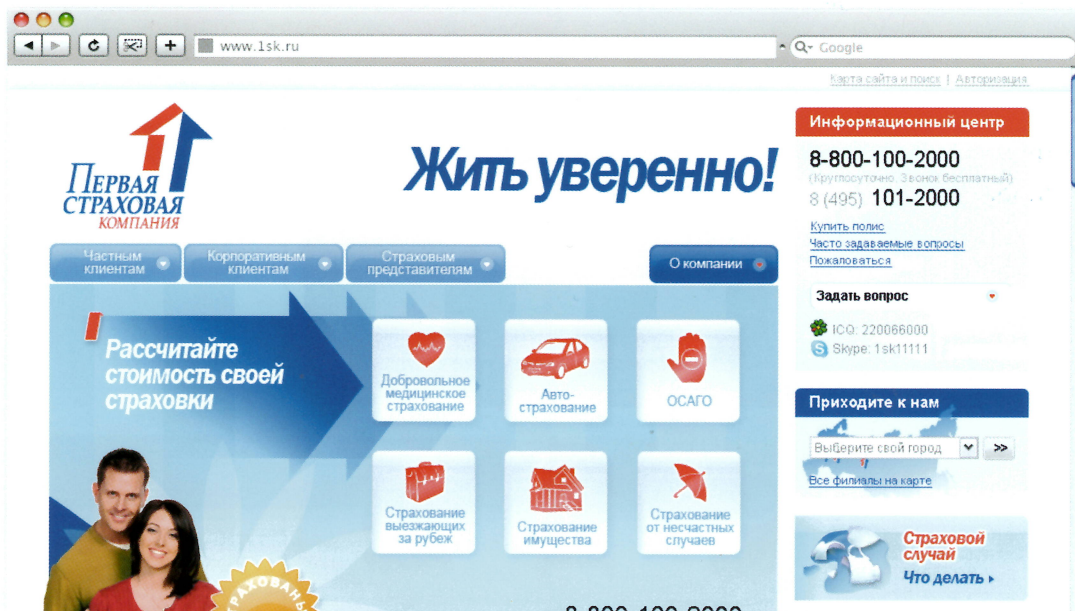 www.1sk.ru
Google
Карта сайта и поиск | Авторизация
ПЕРВАЯ
СТРАХОВАЯ
КОМПАНИЯ
Жить уверенно!
Информационный центр
8-800-100-2000
(Круглосуточно, Звонок бесплатный)
8 (495) 101-2000
Купить полис
Часто задаваемые вопросы
Пожаловаться
Задать вопрос
ICQ: 220066000
Skype: 1sk11111
Частным
клиентам
Корпоративным
клиентам
Страховым
представителям
О компании
Рассчитайте
стоимость своей
страховки
Добровольное
медицинское
страхование
Авто-
страхование
ОСАГО
Страхование
выезжающих
за рубеж
Страхование
имущества
Страхование
от несчастных
случаев
Приходите к нам
Выберите свой город
>>
Все филиалы на карте
Страховой
случай
Что делать
8-800-100-2000